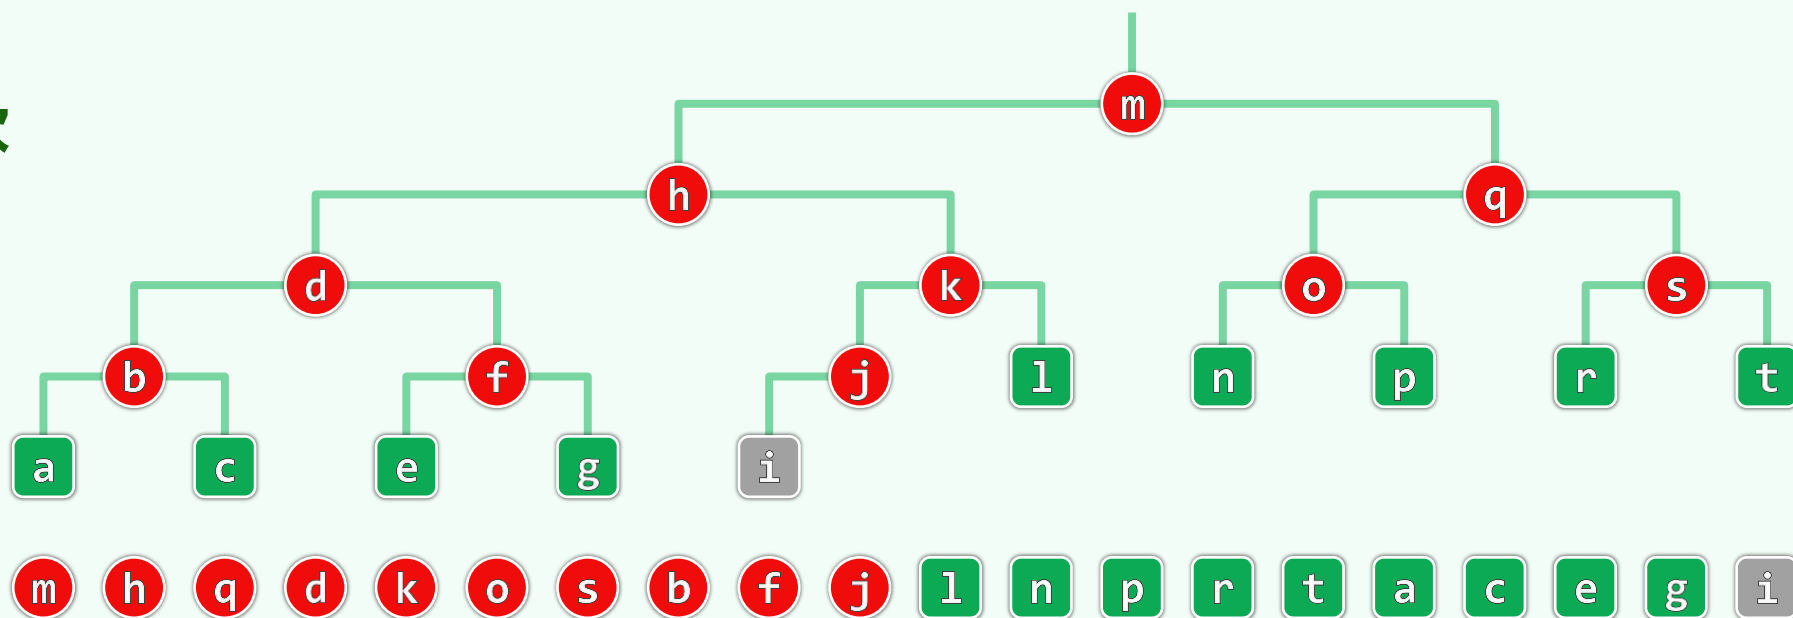 m
h q
d k o s
b f j l n p r t
a c e g i
m h q d k o s b f j l n p r t a c e g i